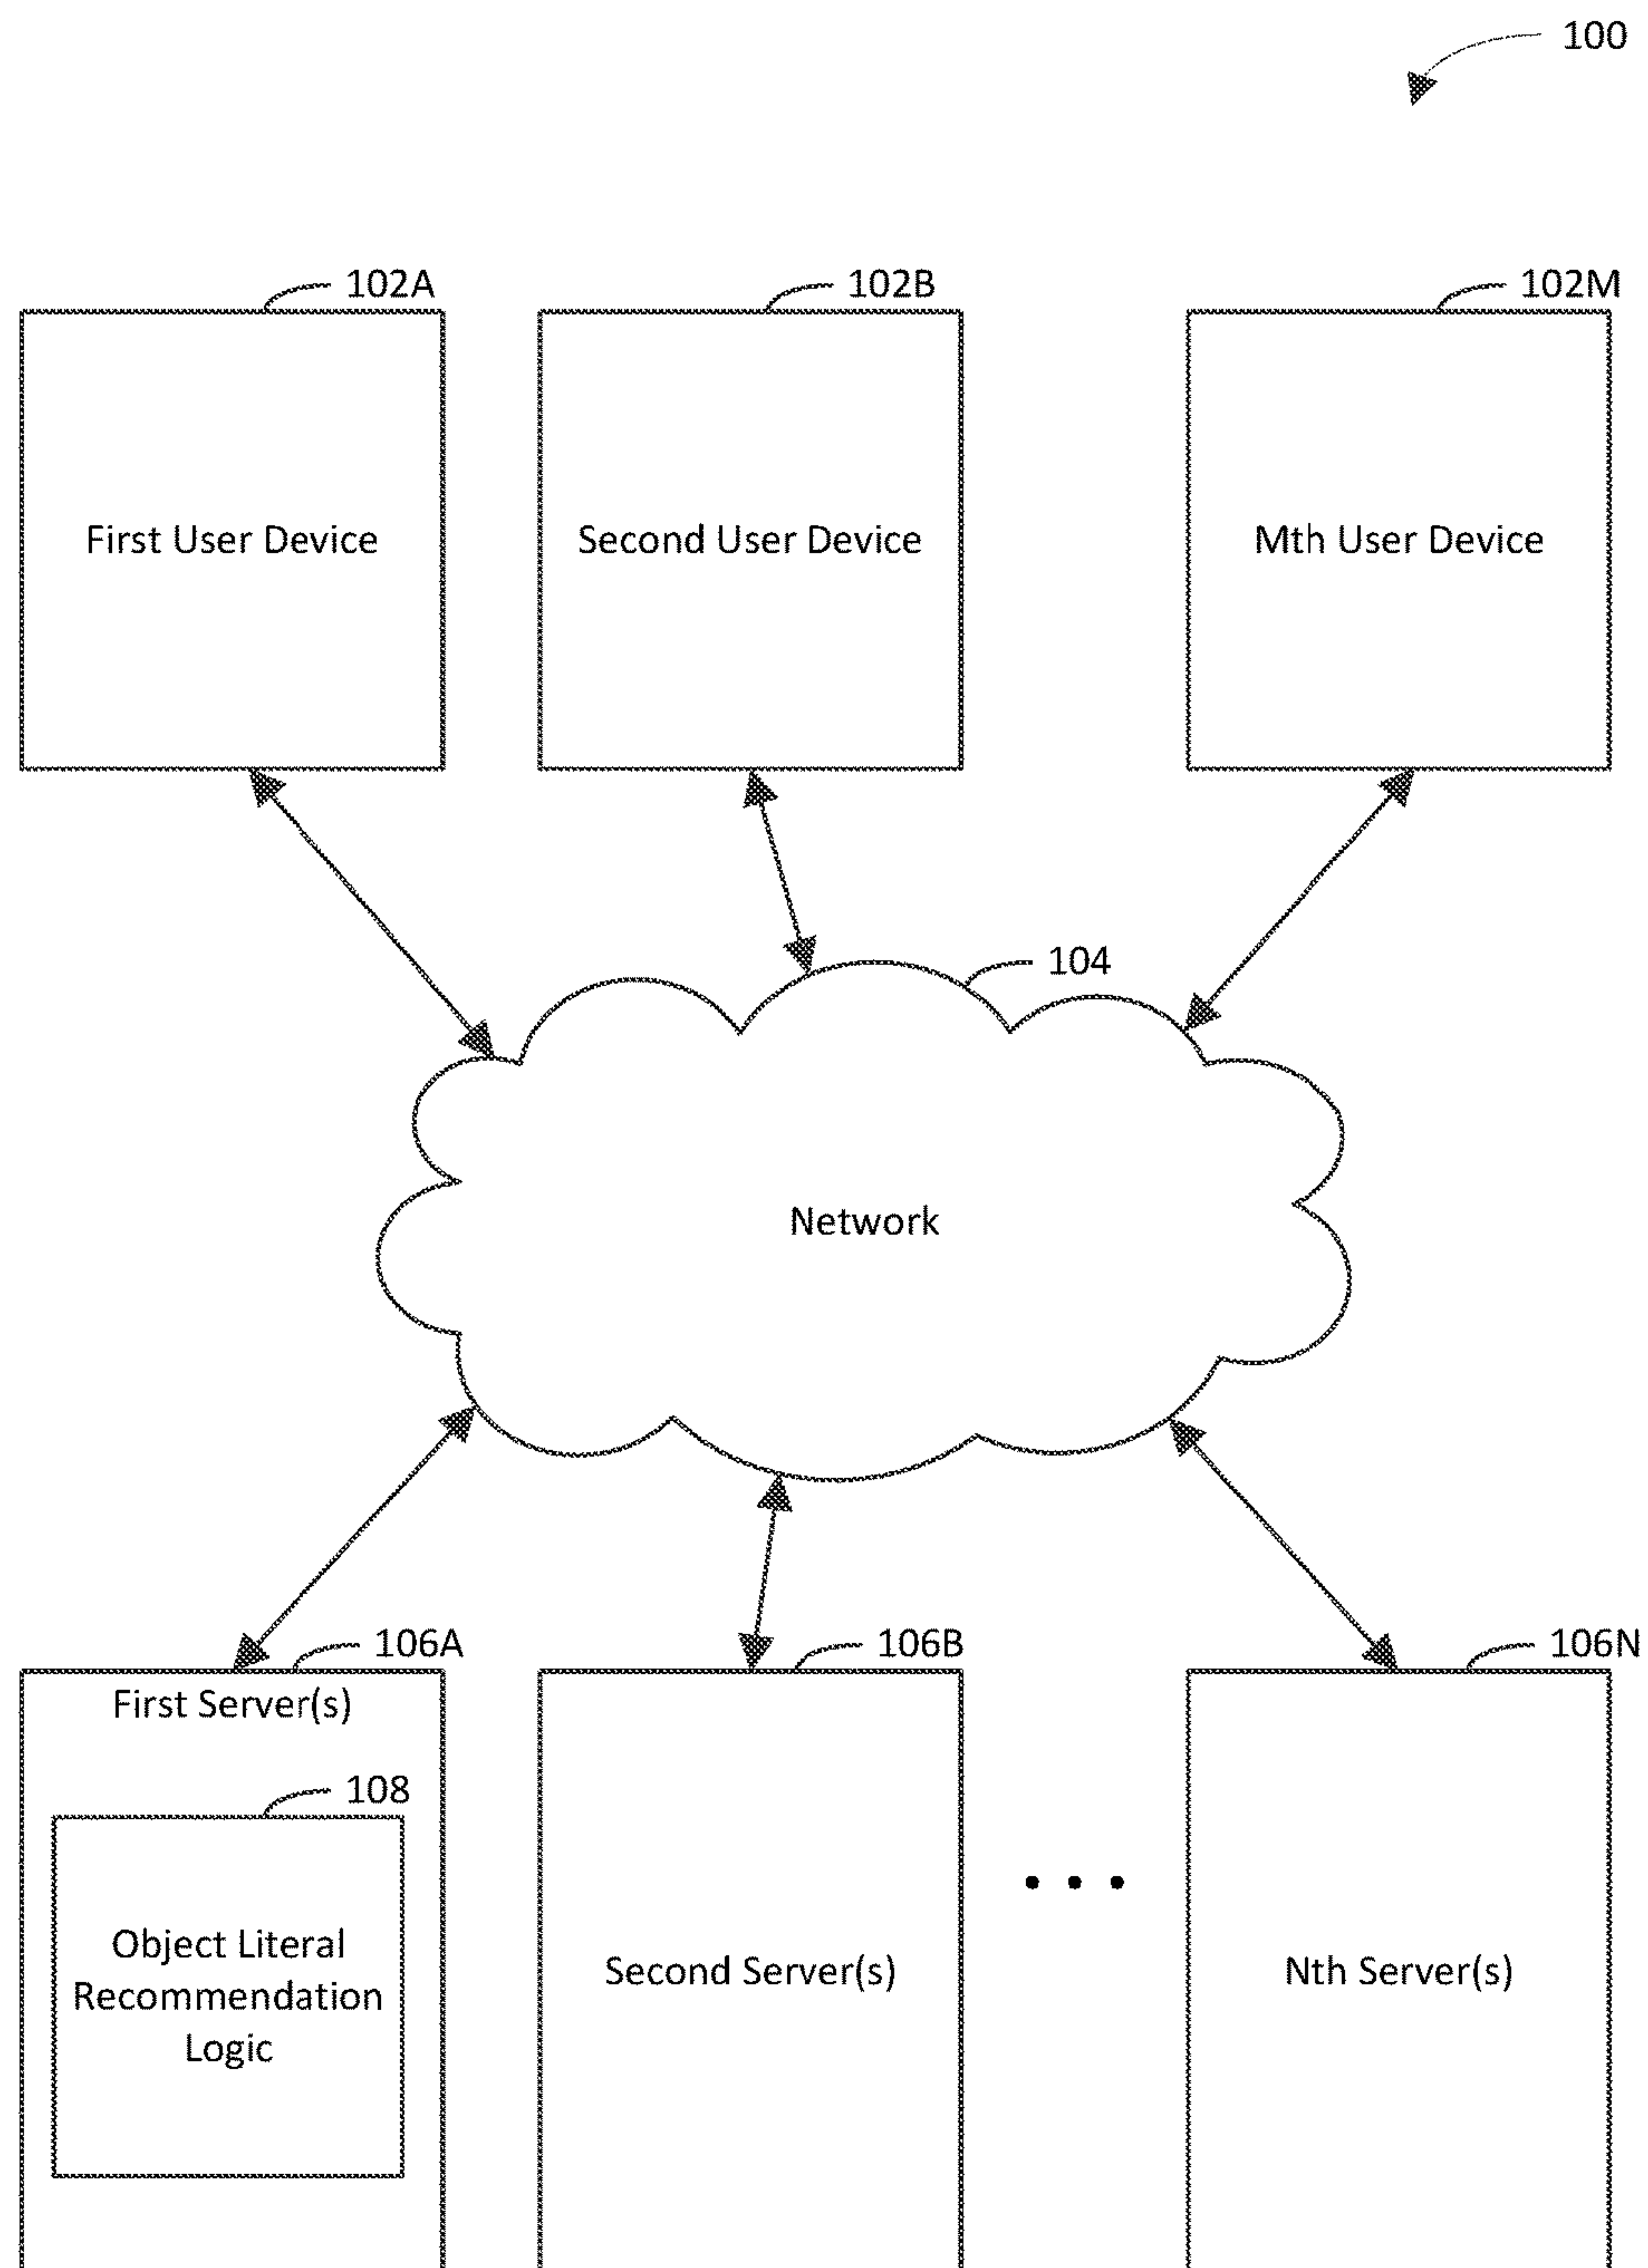 100
102A
102B
102M
First User Device
Second User Device
Mth User Device
104
Network
106A
106B
106N
First Server(s)
108
Object Literal
Recommendation
Logic
Second Server(s)
Nth Server(s)